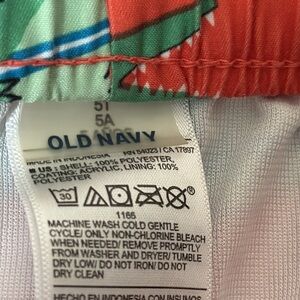 5T
5A
OLD NAVY
MADE IN INDONESIA RN 54023 / CA 17897
■ US: SHELL: 100% POLYESTER,
COATING: ACRYLIC, LINING: 100%
POLYESTER
30
1166
MACHINE WASH COLD GENTLE
CYCLE/ ONLY NON-CHLORINE BLEACH
WHEN NEEDED/ REMOVE PROMPTLY
FROM WASHER AND DRYER/ TUMBLE
DRY LOW/ DO NOT IRON/ DO NOT
DRY CLEAN
HECHO EN INDONESIA CON INSUMOS